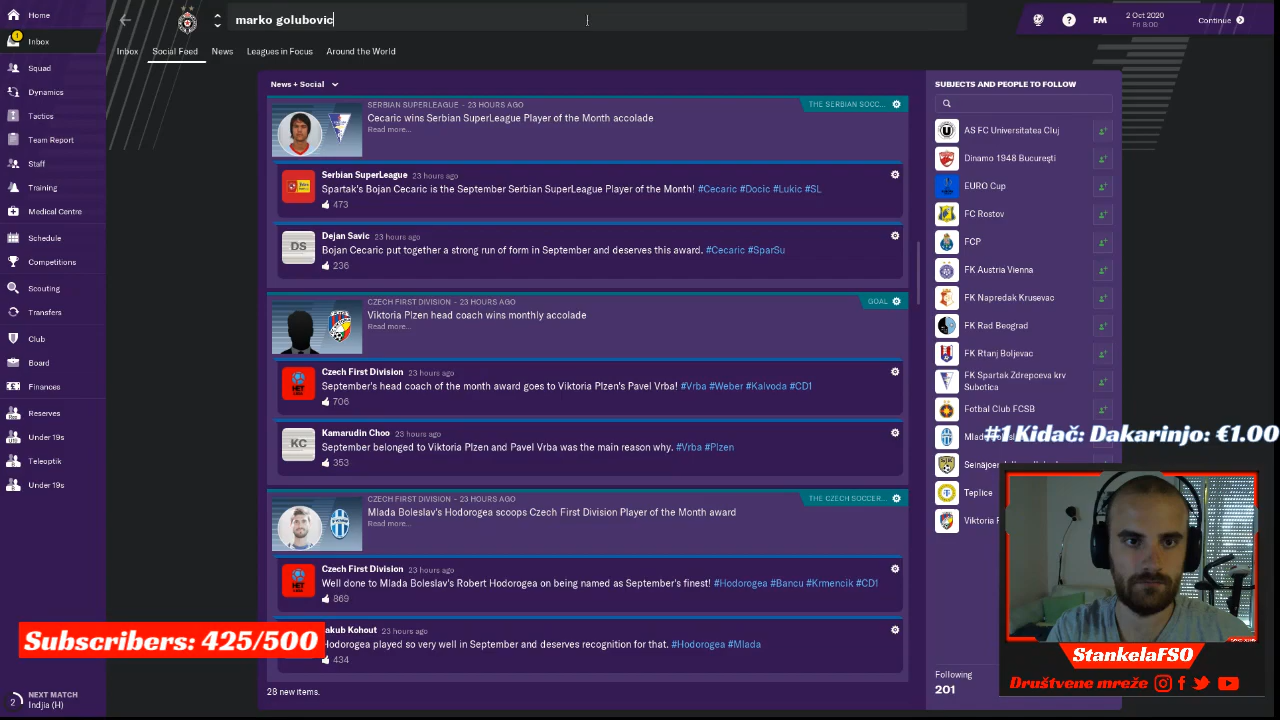 Home
Inbox
Squad
Dynamics
Tactics
Team Report
Staff
Training
Medical Centre
Schedule
Competitions
Scouting
Transfers
Club
Board
Finances
Reserves
Under 19s
Teleoptik
Under 19s
2
NEXT MATCH
Indjia (H)
marko golubovic
?
FM
2 Oct 2020
Fri 8:00
Continue
Inbox
Social Feed
News
Leagues in Focus
Around the World
News + Social
SERBIAN SUPERLEAGUE - 23 HOURS AGO
THE SERBIAN SOCC...
Cecaric wins Serbian SuperLeague Player of the Month accolade
Read more...
Serbian SuperLeague 23 hours ago
Spartak's Bojan Cecaric is the September Serbian SuperLeague Player of the Month! #Cecaric #Docic #Lukic #SL
473
DS
Dejan Savic 23 hours ago
Bojan Cecaric put together a strong run of form in September and deserves this award. #Cecaric #SparSu
236
CZECH FIRST DIVISION - 23 HOURS AGO
GOAL
Viktoria Plzen head coach wins monthly accolade
Read more...
Czech First Division 23 hours ago
September's head coach of the month award goes to Viktoria Plzen's Pavel Vrba! #Vrba #Weber #Kalvoda #CD1
706
KC
Kamarudin Choo 23 hours ago
September belonged to Viktoria Plzen and Pavel Vrba was the main reason why. #Vrba #Plzen
353
CZECH FIRST DIVISION - 23 HOURS AGO
THE CZECH SOCCER...
Mlada Boleslav's Hodorogea scoops Czech First Division Player of the Month award
Read more...
Czech First Division 23 hours ago
Well done to Mlada Boleslav's Robert Hodorogea on being named as September's finest! #Hodorogea #Bancu #Krmencik #CD1
869
akub Kohout 23 hours ago
Hodorogea played so very well in September and deserves recognition for that. #Hodorogea #Mlada
434
28 new items.
SUBJECTS AND PEOPLE TO FOLLOW
AS FC Universitatea Cluj
Dinamo 1948 Bucureşti
EURO Cup
FC Rostov
FCP
FK Austria Vienna
FK Napredak Krusevac
FK Rad Beograd
FK Rtanj Boljevac
FK Spartak Zdrepceva krv
Subotica
Fotbal Club FCSB
Teplice
Following
201
#1 Kidač: Dakarinjo: €1.00
Subscribers: 425/500
StankelaFSO
Društvene mreže